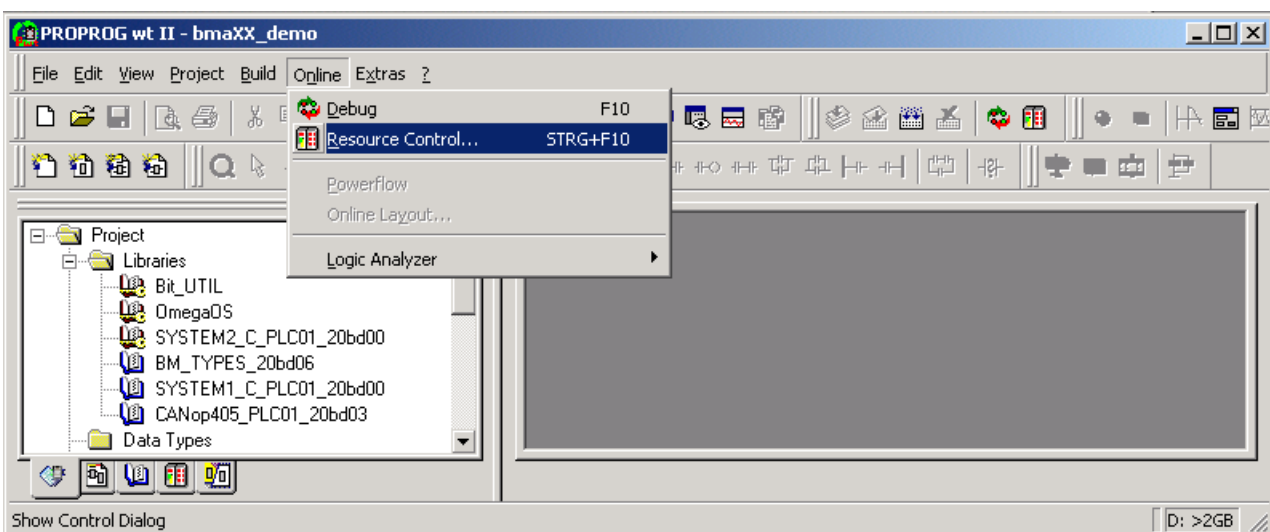 PROPROG wt II - bmaXX_demo
File Edit View Project Build Online Extras ?
Debug F10
Resource Control... STRG+F10
Powerflow
Online Layout...
Logic Analyzer
Project
Libraries
Bit_UTIL
OmegaOS
SYSTEM2_C_PLC01_20bd00
BM_TYPES_20bd06
SYSTEM1_C_PLC01_20bd00
CANop405_PLC01_20bd03
Data Types
Show Control Dialog
D: >2GB